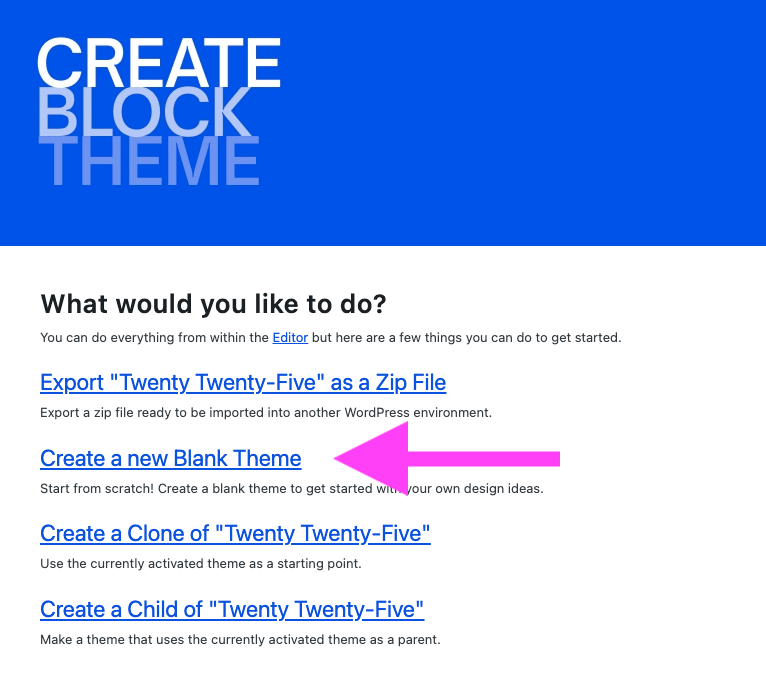 CREATE
BLOCK
THEME
What would you like to do?
You can do everything from within the Editor but here are a few things you can do to get started.
Export "Twenty Twenty-Five" as a Zip File
Export a zip file ready to be imported into another WordPress environment.
Create a new Blank Theme
Start from scratch! Create a blank theme to get started with your own design ideas.
Create a Clone of "Twenty Twenty-Five"
Use the currently activated theme as a starting point.
Create a Child of "Twenty Twenty-Five"
Make a theme that uses the currently activated theme as a parent.